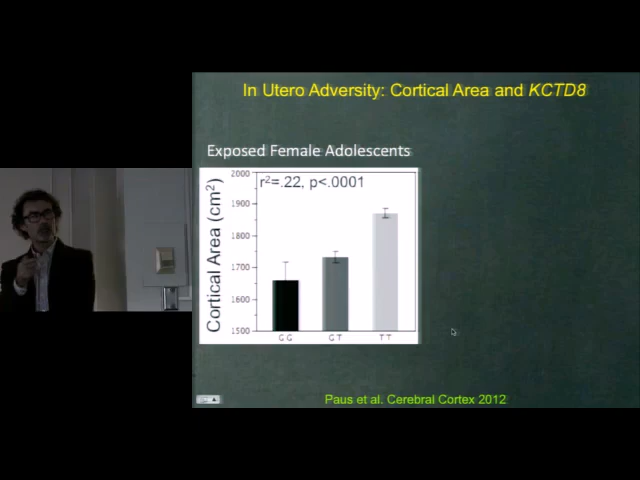 In Utero Adversity: Cortical Area and KCTD8
Exposed Female Adolescents
r²=.22, p<.0001
Cortical Area (cm²)
2000
1900
1800
1700
1600
1500
GG GT TT
Paus et al. Cerebral Cortex 2012